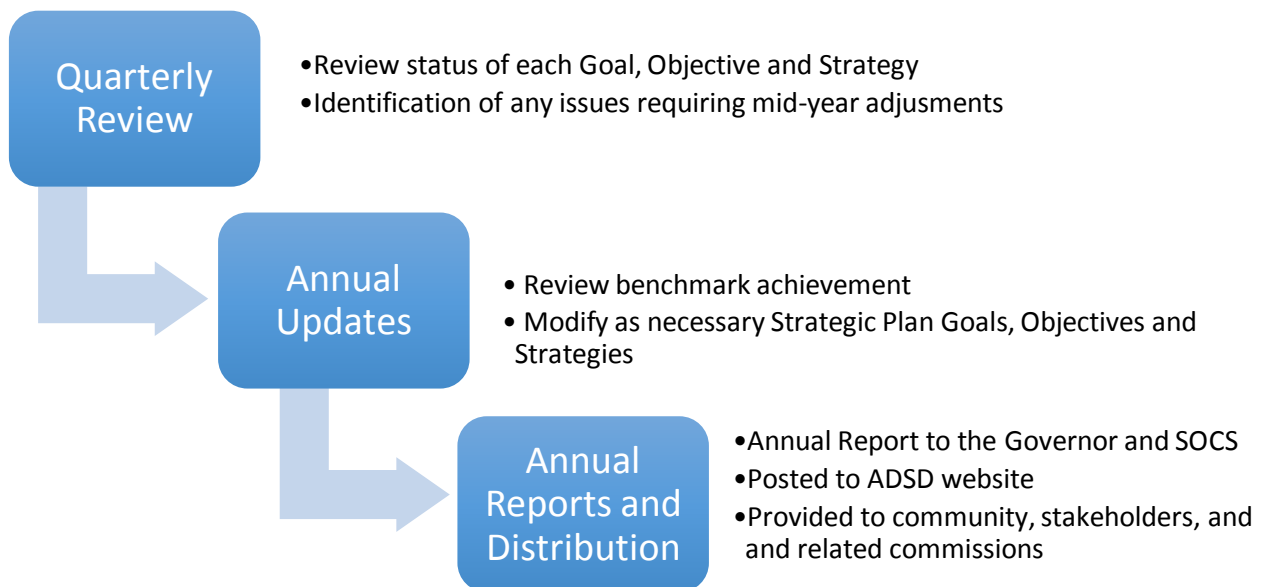 Quarterly
Review
•Review status of each Goal, Objective and Strategy
•Identification of any issues requiring mid-year adjusments
Annual
Updates
• Review benchmark achievement
• Modify as necessary Strategic Plan Goals, Objectives and
Strategies
Annual
Reports and
Distribution
•Annual Report to the Governor and SOCS
•Posted to ADSD website
•Provided to community, stakeholders, and
and related commissions